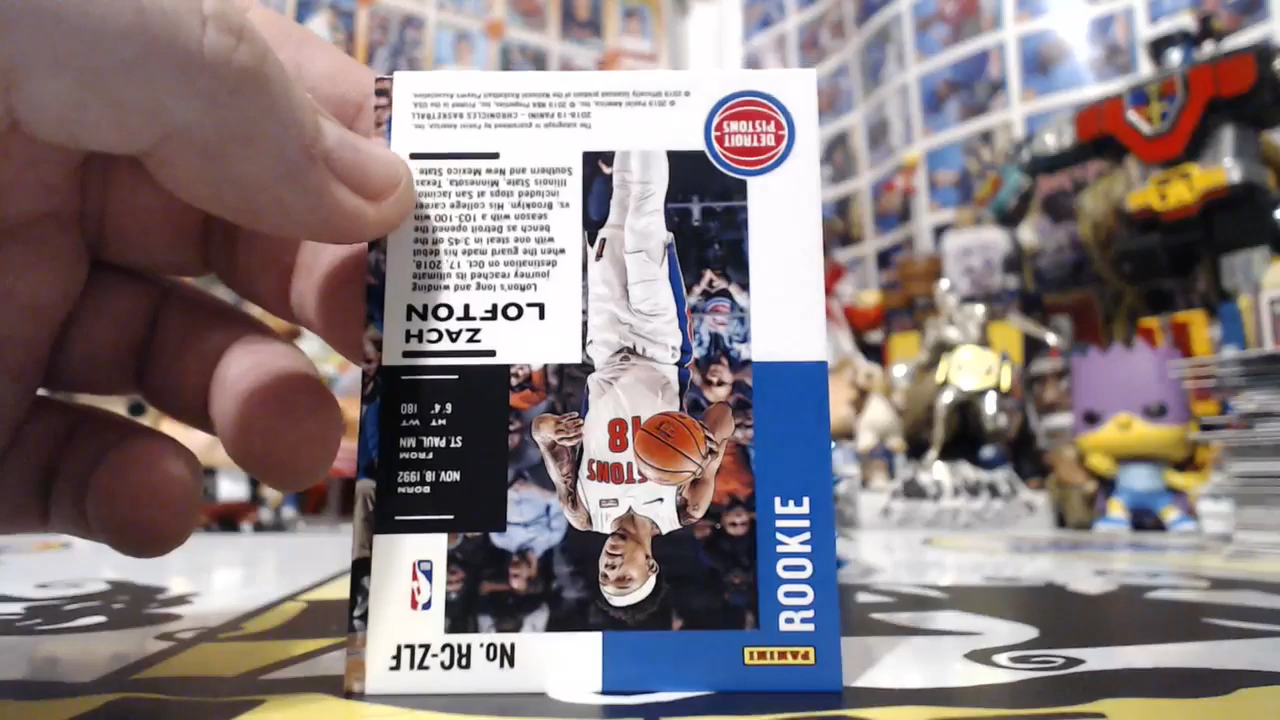 No. RC-ZLF
PANINI
ROOKIE
BORN
NOV. 18, 1992
FROM
ST. PAUL, MN
HT WT
6'4" 180
ZACH
LOFTON
Lofton's long and winding
journey reached its ultimate
destination on Oct. 17, 2018,
when the guard made his debut
with one steal in 3:45 off the
bench as Detroit opened the
season with a 103-100 win
vs. Brooklyn. His college career
included stops at San Jacinto,
Illinois State, Minnesota, Texas
Southern and New Mexico State.
STONS
18
DETROIT
PISTONS
The autograph is guaranteed by Panini America, Inc.
2018-19 PANINI - CHRONICLES BASKETBALL
© 2019 Panini America, Inc. © 2019 NBA Properties, Inc. Printed in the USA.
© 2019 Officially licensed product of the National Basketball Players Association.